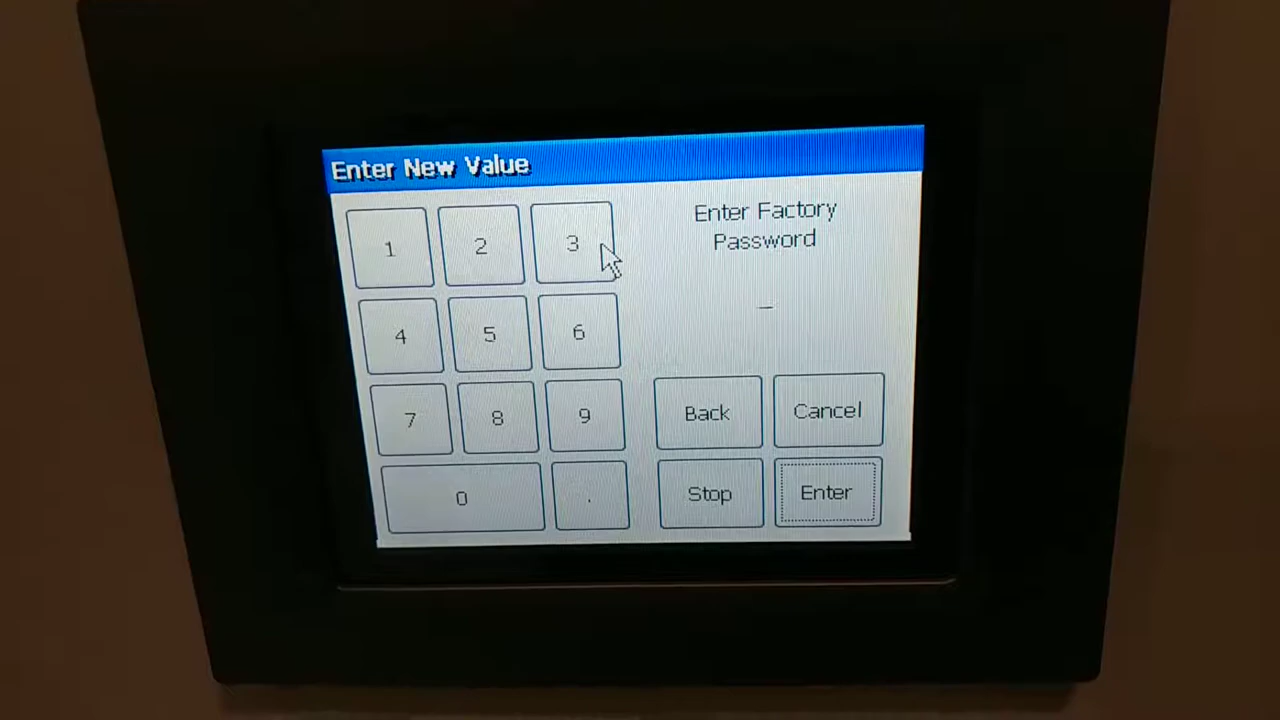 Enter New Value
Enter Factory
Password
_
1 2 3
4 5 6
7 8 9
0 .
Back Cancel
Stop Enter